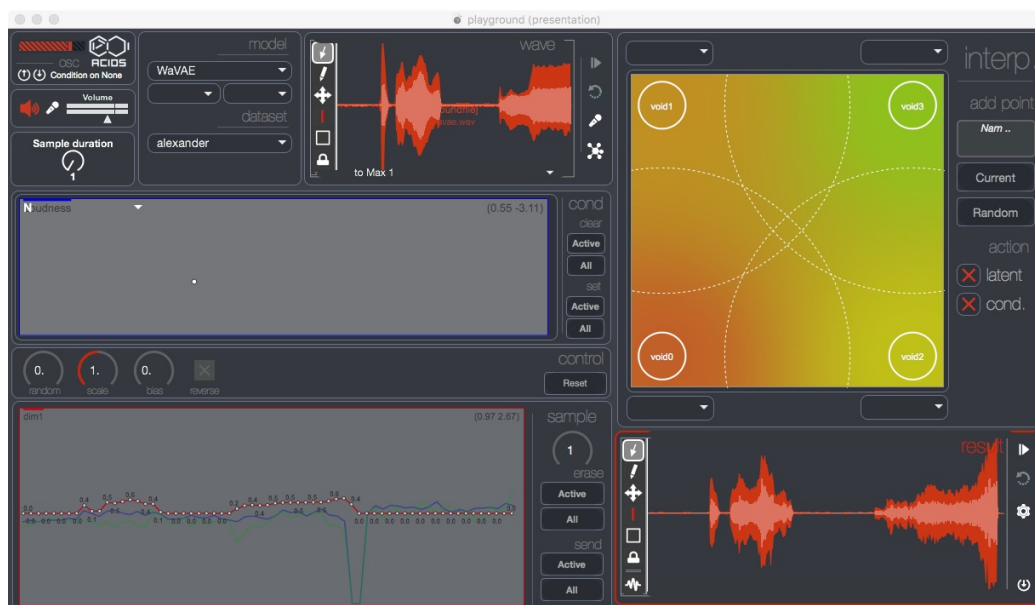 playground (presentation)
OSC
ACIDS
Condition on None
Volume
Sample duration
1
model
WaVAE
dataset
alexander
wave
to Max 1
loudness
(0.55 -3.11)
cond
clear
Active
All
set
Active
All
0.
random
1.
scale
0.
bias
reverse
control
Reset
dim1
(0.97 2.67)
sample
1
erase
Active
All
send
Active
All
void1
void3
void0
void2
interp.
add point
Nam ..
Current
Random
action
latent
cond.
result